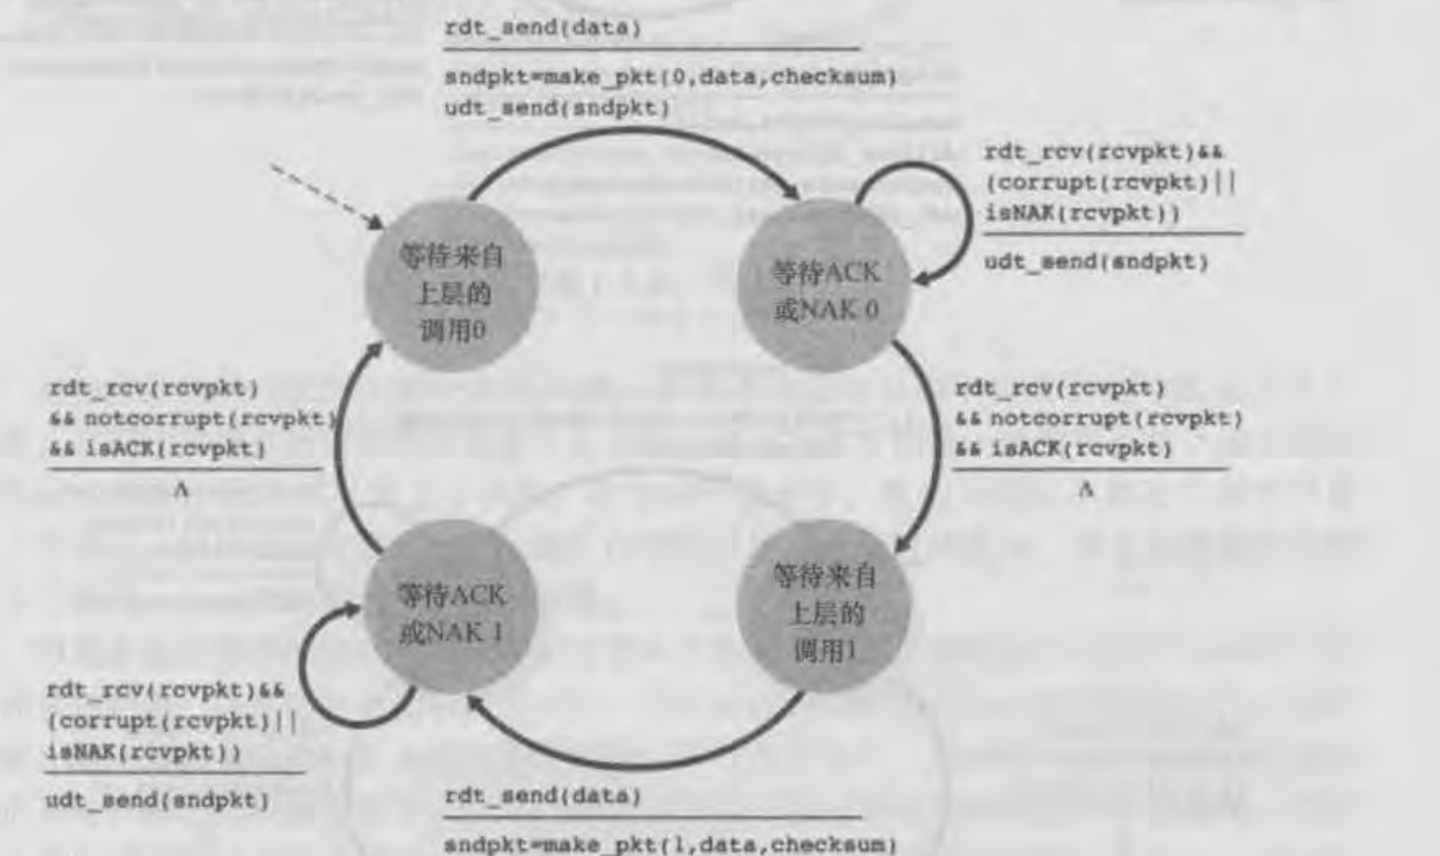 rdt_send(data)
sndpkt=make_pkt(0,data,checksum)
udt_send(sndpkt)
rdt_rcv(rcvpkt)&&
(corrupt(rcvpkt)||
isNAK(rcvpkt))
udt_send(sndpkt)
等待来自
上层的
调用0
等待ACK
或NAK 0
rdt_rcv(rcvpkt)
&& notcorrupt(rcvpkt)
&& isACK(rcvpkt)
Λ
rdt_rcv(rcvpkt)
&& notcorrupt(rcvpkt)
&& isACK(rcvpkt)
Λ
等待ACK
或NAK 1
等待来自
上层的
调用1
rdt_rcv(rcvpkt)&&
(corrupt(rcvpkt)||
isNAK(rcvpkt))
udt_send(sndpkt)
rdt_send(data)
sndpkt=make_pkt(1,data,checksum)